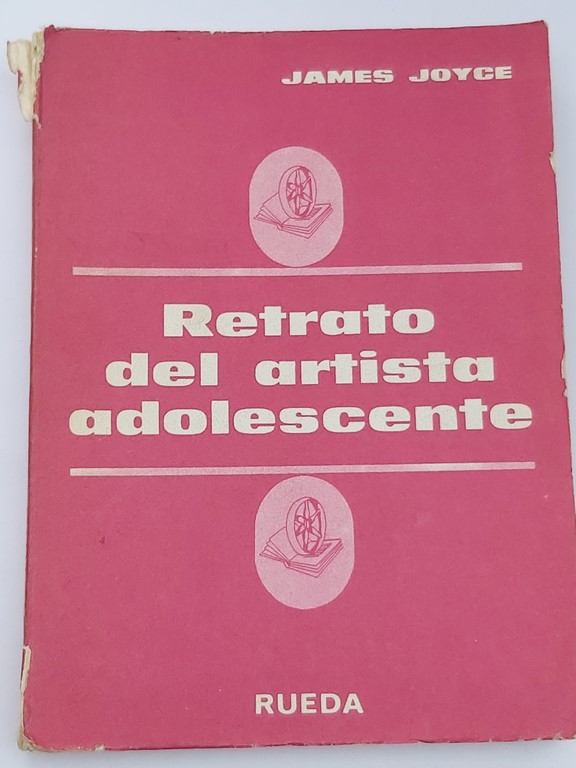 JAMES JOYCE
Retrato
del artista
adolescente
RUEDA